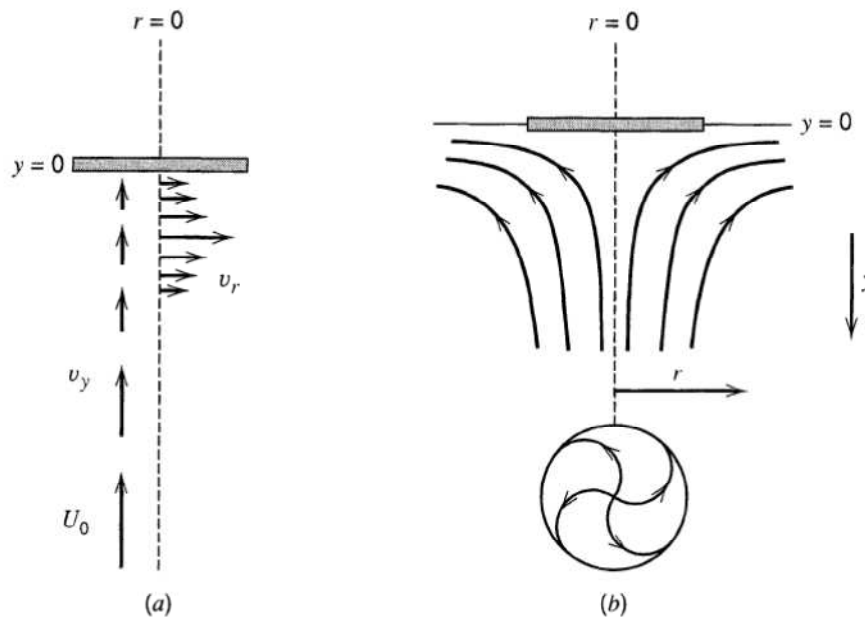 r = 0
y = 0
v_r
v_y
U_0
(a)
r = 0
y = 0
r
(b)